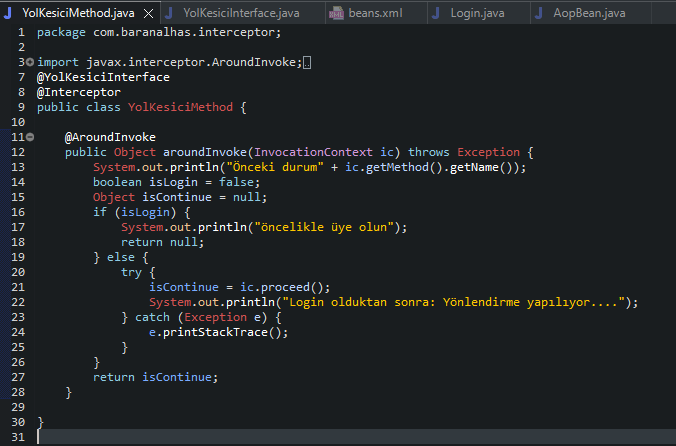 YolKesiciMethod.java YolKesiciInterface.java beans.xml Login.java AopBean.java
1 package com.baranalhas.interceptor;
2
3 import javax.interceptor.AroundInvoke;
7 @YolKesiciInterface
8 @Interceptor
9 public class YolKesiciMethod {
10
11 @AroundInvoke
12 public Object aroundInvoke(InvocationContext ic) throws Exception {
13 System.out.println("Önceki durum" + ic.getMethod().getName());
14 boolean isLogin = false;
15 Object isContinue = null;
16 if (isLogin) {
17 System.out.println("öncelikle üye olun");
18 return null;
19 } else {
20 try {
21 isContinue = ic.proceed();
22 System.out.println("Login olduktan sonra: Yönlendirme yapılıyor....");
23 } catch (Exception e) {
24 e.printStackTrace();
25 }
26 }
27 return isContinue;
28 }
29
30 }
31